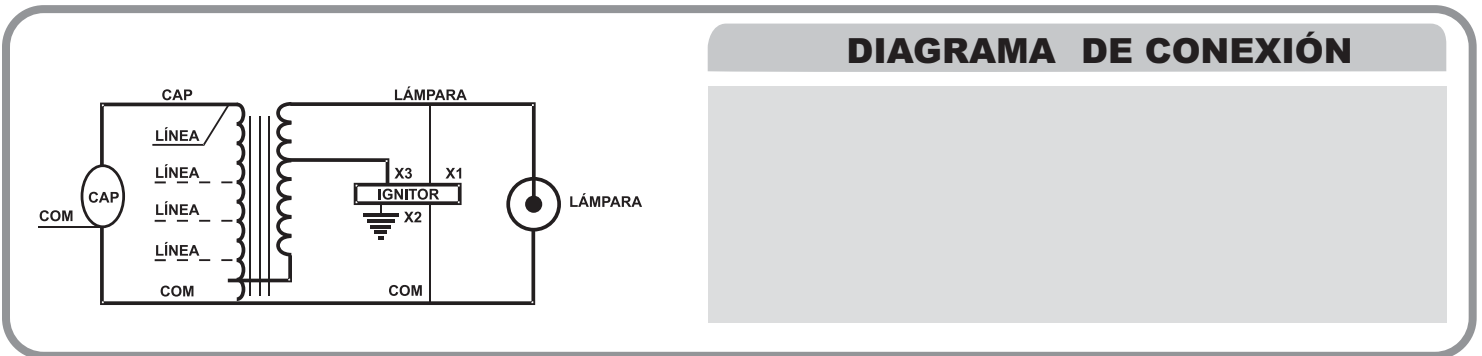 DIAGRAMA DE CONEXIÓN
CAP
LÁMPARA
LÍNEA
LÍNEA
X3
X1
CAP
IGNITOR
LÁMPARA
LÍNEA
COM
X2
LÍNEA
COM
COM